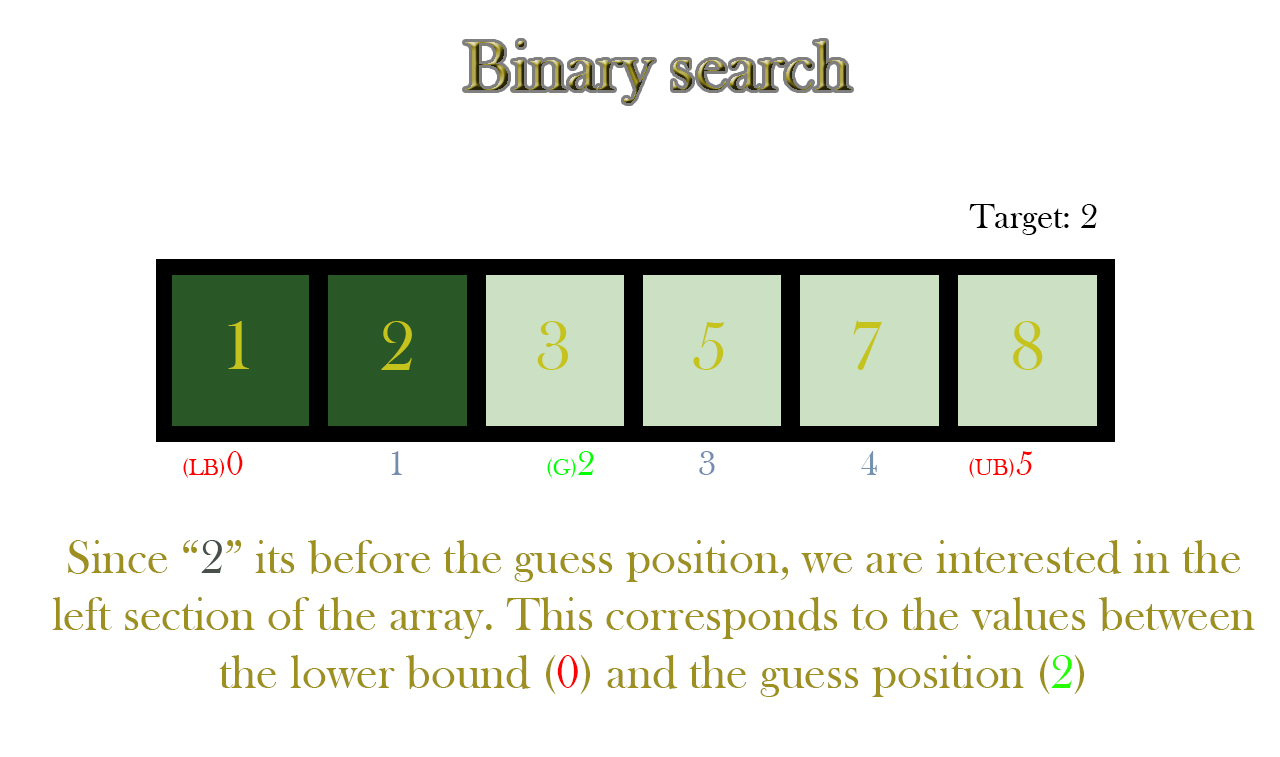 Binary search
Target: 2
1 2 3 5 7 8
(LB)0 1 (G)2 3 4 (UB)5
Since “2” its before the guess position, we are interested in the
left section of the array. This corresponds to the values between
the lower bound (0) and the guess position (2)